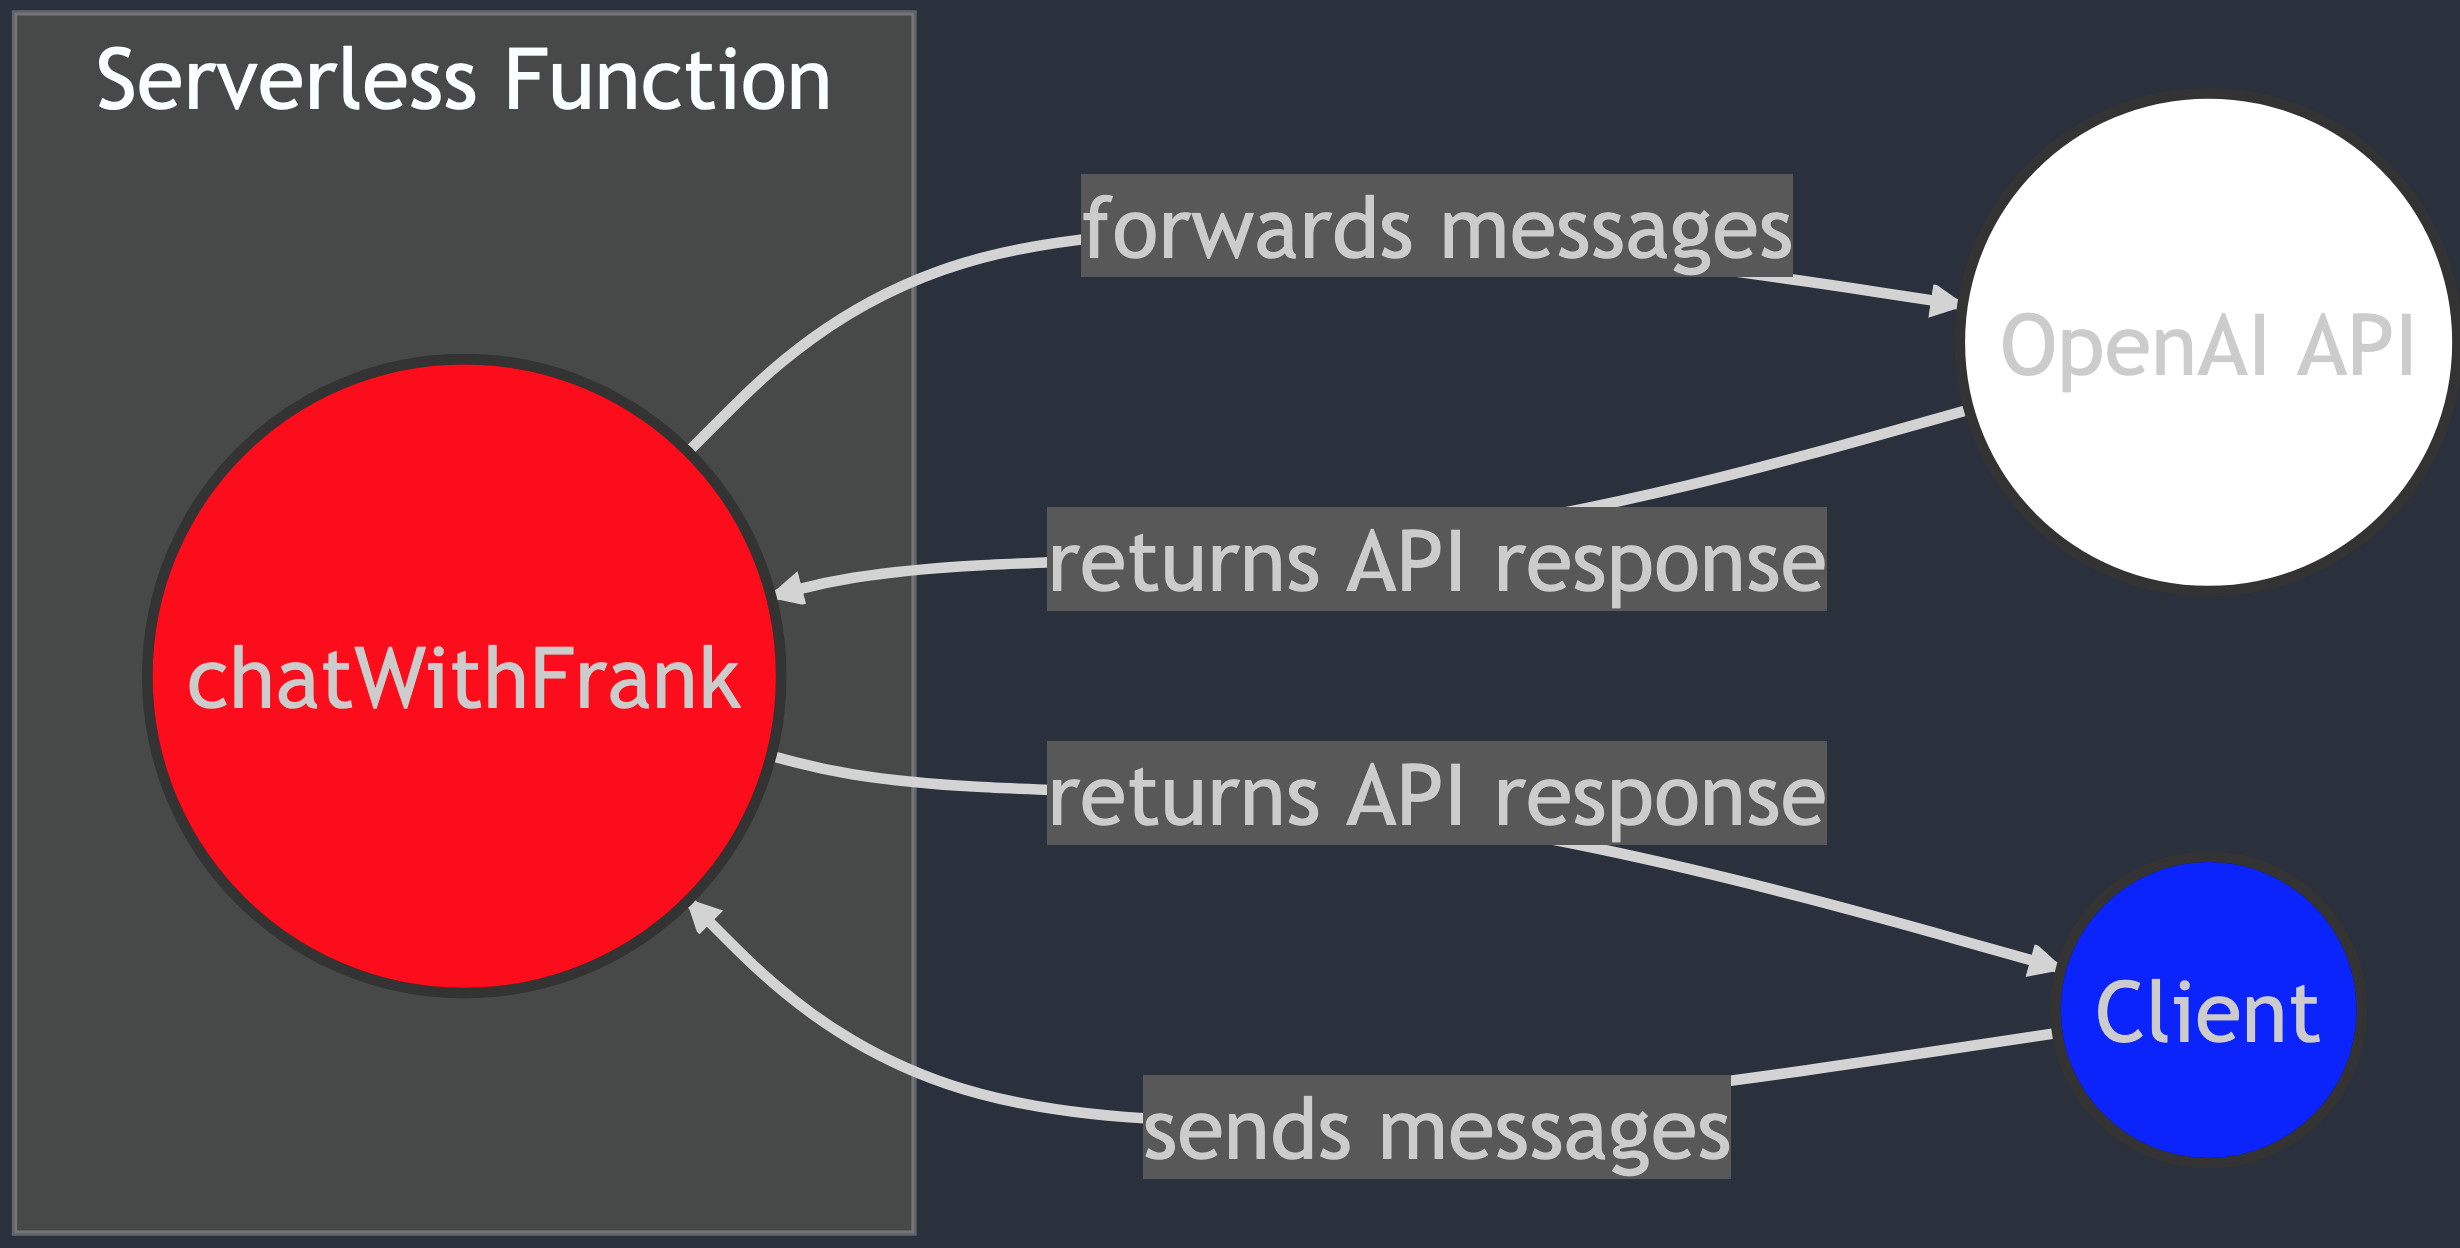 Serverless Function
forwards messages
OpenAI API
returns API response
chatWithFrank
returns API response
Client
sends messages